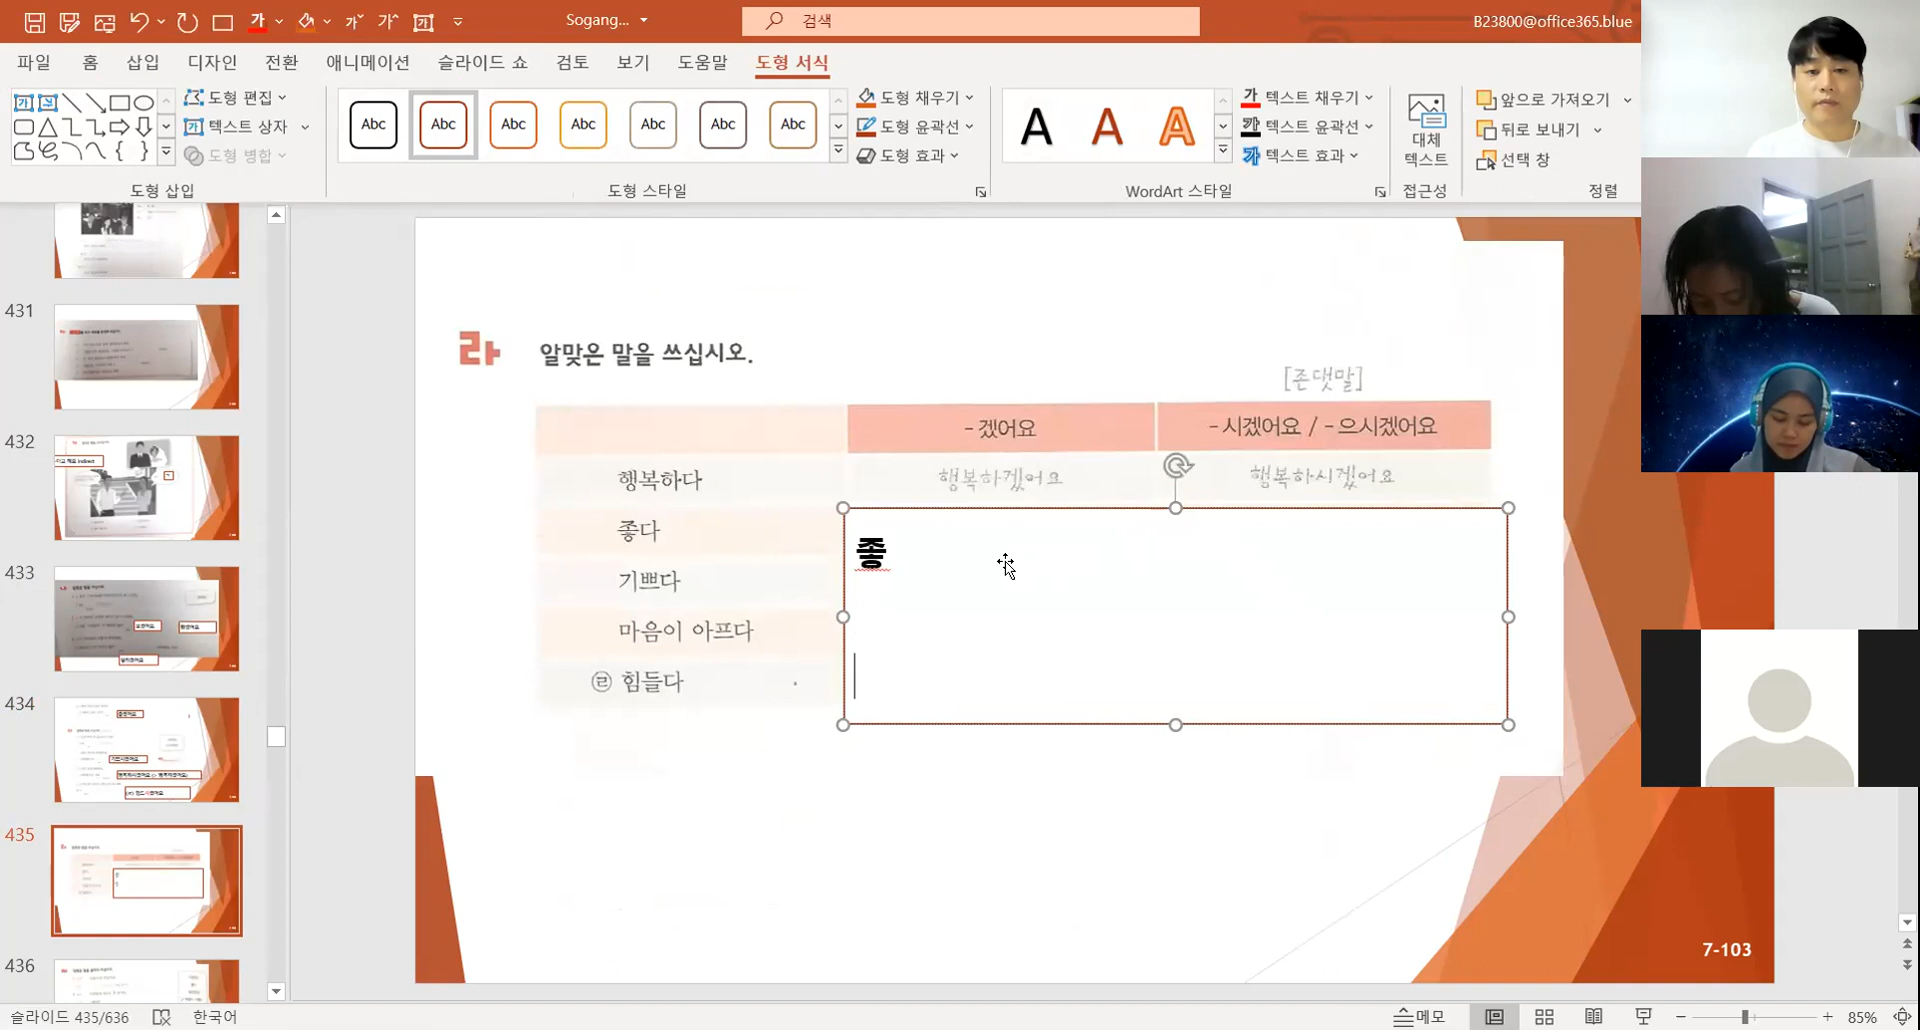 Sogang...
검색
B23800@office365.blue
파일 홈 삽입 디자인 전환 애니메이션 슬라이드 쇼 검토 보기 도움말 도형 서식
가 가 가 가
도형 편집
텍스트 상자
도형 병합
도형 삽입
Abc Abc Abc Abc Abc Abc Abc
도형 채우기
도형 윤곽선
도형 효과
도형 스타일
A A A
텍스트 채우기
텍스트 윤곽선
텍스트 효과
WordArt 스타일
대체
텍스트
접근성
앞으로 가져오기
뒤로 보내기
선택 창
정렬
431
432
433
434
435
436
라 알맞은 말을 쓰십시오.
[존댓말]
-겠어요 -시겠어요 / -으시겠어요
행복하다 행복하겠어요 행복하시겠어요
좋다 좋
기쁘다
마음이 아프다
㉣ 힘들다
7-103
슬라이드 435/636 한국어 메모 85%